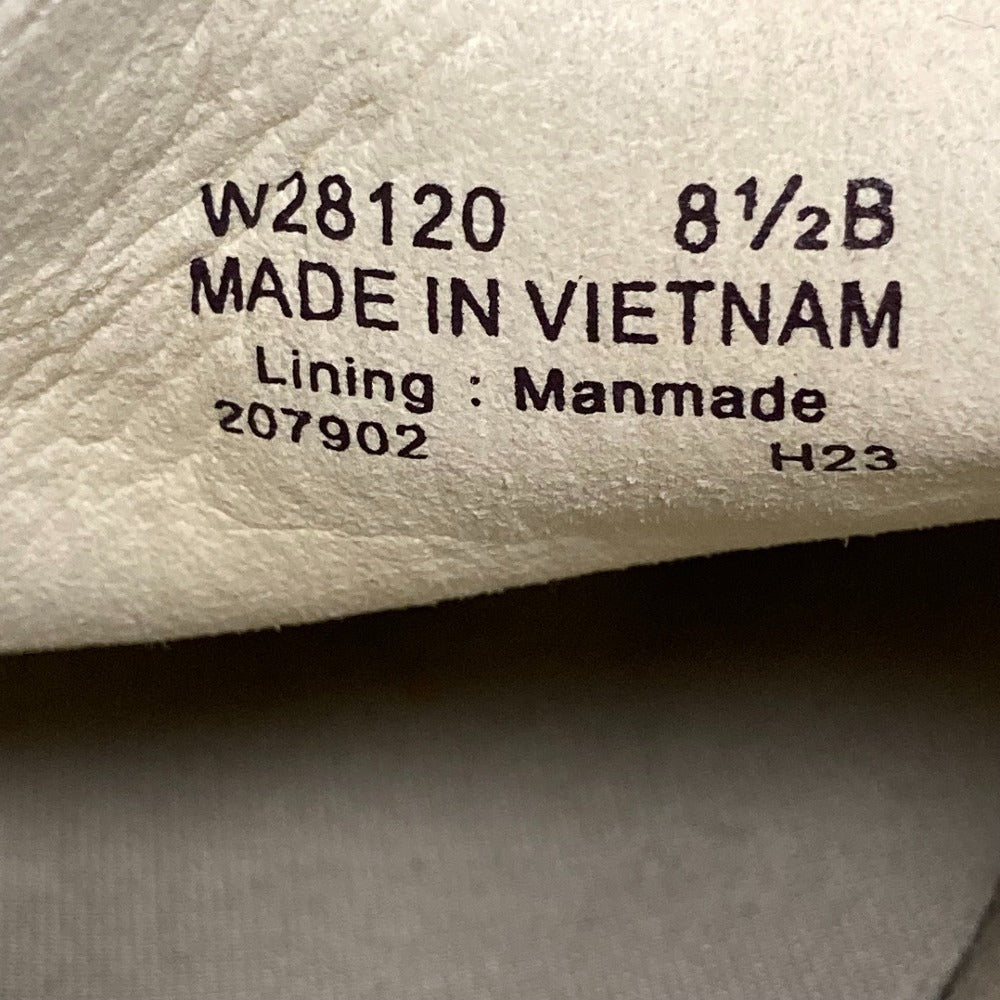 W28120 8½B
MADE IN VIETNAM
Lining : Manmade
207902 H23